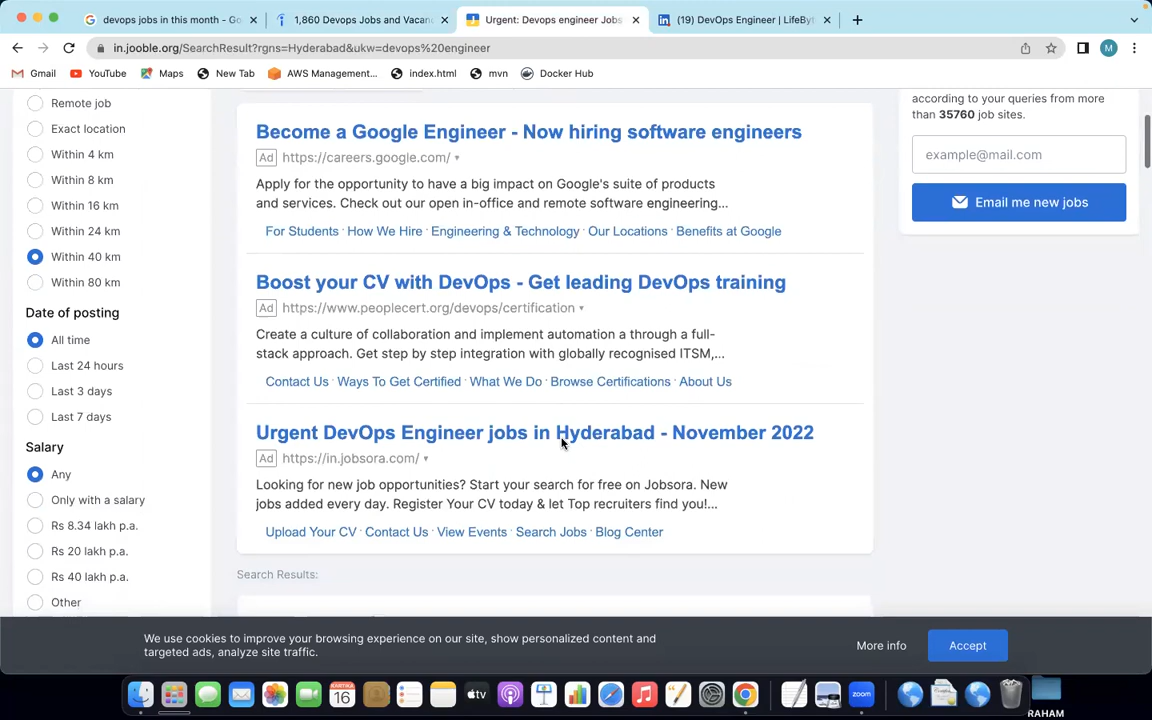 devops jobs in this month - Go
1,860 Devops Jobs and Vacan
Urgent: Devops engineer Jobs
(19) DevOps Engineer | LifeBy
in.jooble.org/SearchResult?rgns=Hyderabad&ukw=devops%20engineer
M
Gmail
YouTube
Maps
New Tab
AWS Management...
index.html
mvn
Docker Hub
Remote job
Exact location
Within 4 km
Within 8 km
Within 16 km
Within 24 km
Within 40 km
Within 80 km
Date of posting
All time
Last 24 hours
Last 3 days
Last 7 days
Salary
Any
Only with a salary
Rs 8.34 lakh p.a.
Rs 20 lakh p.a.
Rs 40 lakh p.a.
Other
Become a Google Engineer - Now hiring software engineers
Ad https://careers.google.com/
Apply for the opportunity to have a big impact on Google's suite of products
and services. Check out our open in-office and remote software engineering...
For Students · How We Hire · Engineering & Technology · Our Locations · Benefits at Google
Boost your CV with DevOps - Get leading DevOps training
Ad https://www.peoplecert.org/devops/certification
Create a culture of collaboration and implement automation a through a full-
stack approach. Get step by step integration with globally recognised ITSM,...
Contact Us · Ways To Get Certified · What We Do · Browse Certifications · About Us
Urgent DevOps Engineer jobs in Hyderabad - November 2022
Ad https://in.jobsora.com/
Looking for new job opportunities? Start your search for free on Jobsora. New
jobs added every day. Register Your CV today & let Top recruiters find you!...
Upload Your CV · Contact Us · View Events · Search Jobs · Blog Center
Search Results:
according to your queries from more
than 35760 job sites.
example@mail.com
Email me new jobs
We use cookies to improve your browsing experience on our site, show personalized content and
targeted ads, analyze site traffic.
More info
Accept
16
tv
zoom
RAHAM